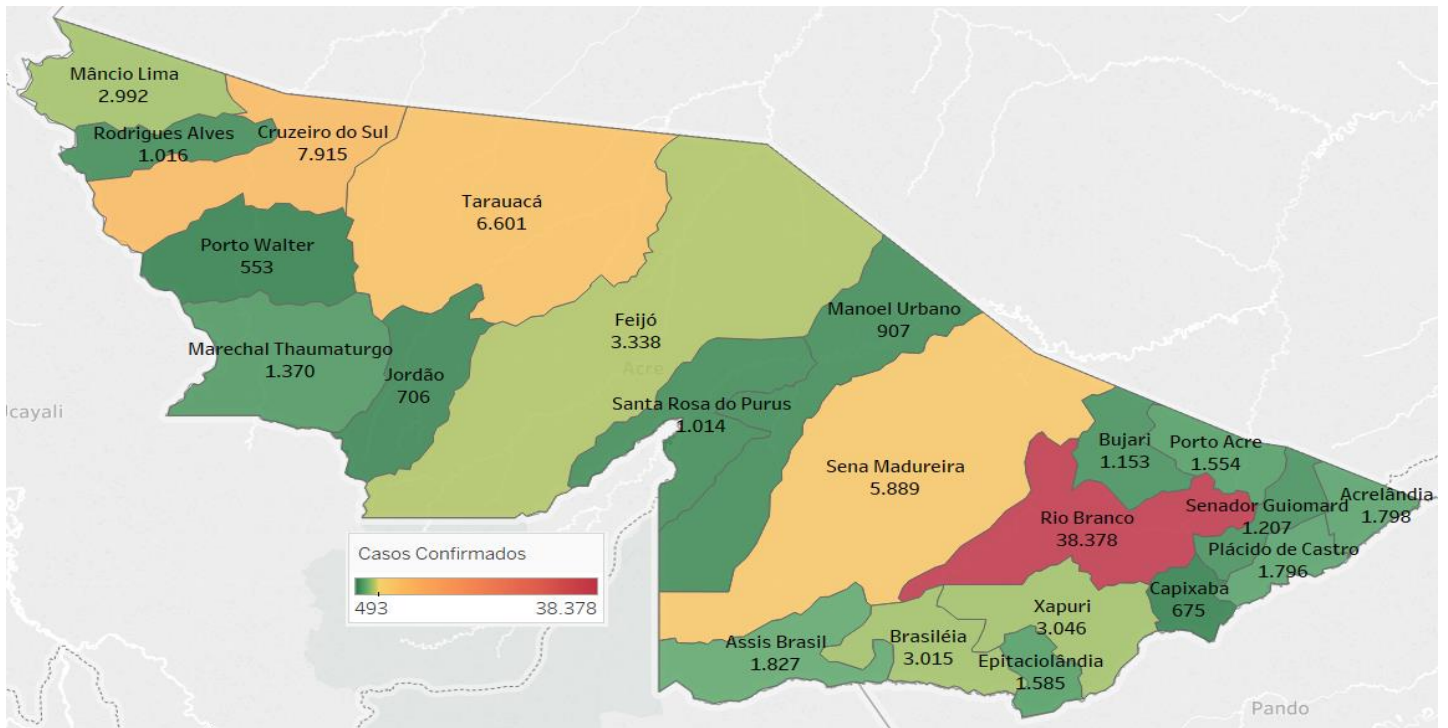 Mâncio Lima
2.992
Rodrigues Alves
1.016
Cruzeiro do Sul
7.915
Tarauacá
6.601
Porto Walter
553
Marechal Thaumaturgo
1.370
Jordão
706
Feijó
3.338
Acre
Manoel Urbano
907
Santa Rosa do Purus
1.014
Sena Madureira
5.889
Bujari
1.153
Porto Acre
1.554
Rio Branco
38.378
Senador Guiomard
1.207
Acrelândia
1.798
Plácido de Castro
1.796
Capixaba
675
Xapuri
3.046
Assis Brasil
1.827
Brasiléia
3.015
Epitaciolândia
1.585
Casos Confirmados
493
38.378
Ucayali
Pando